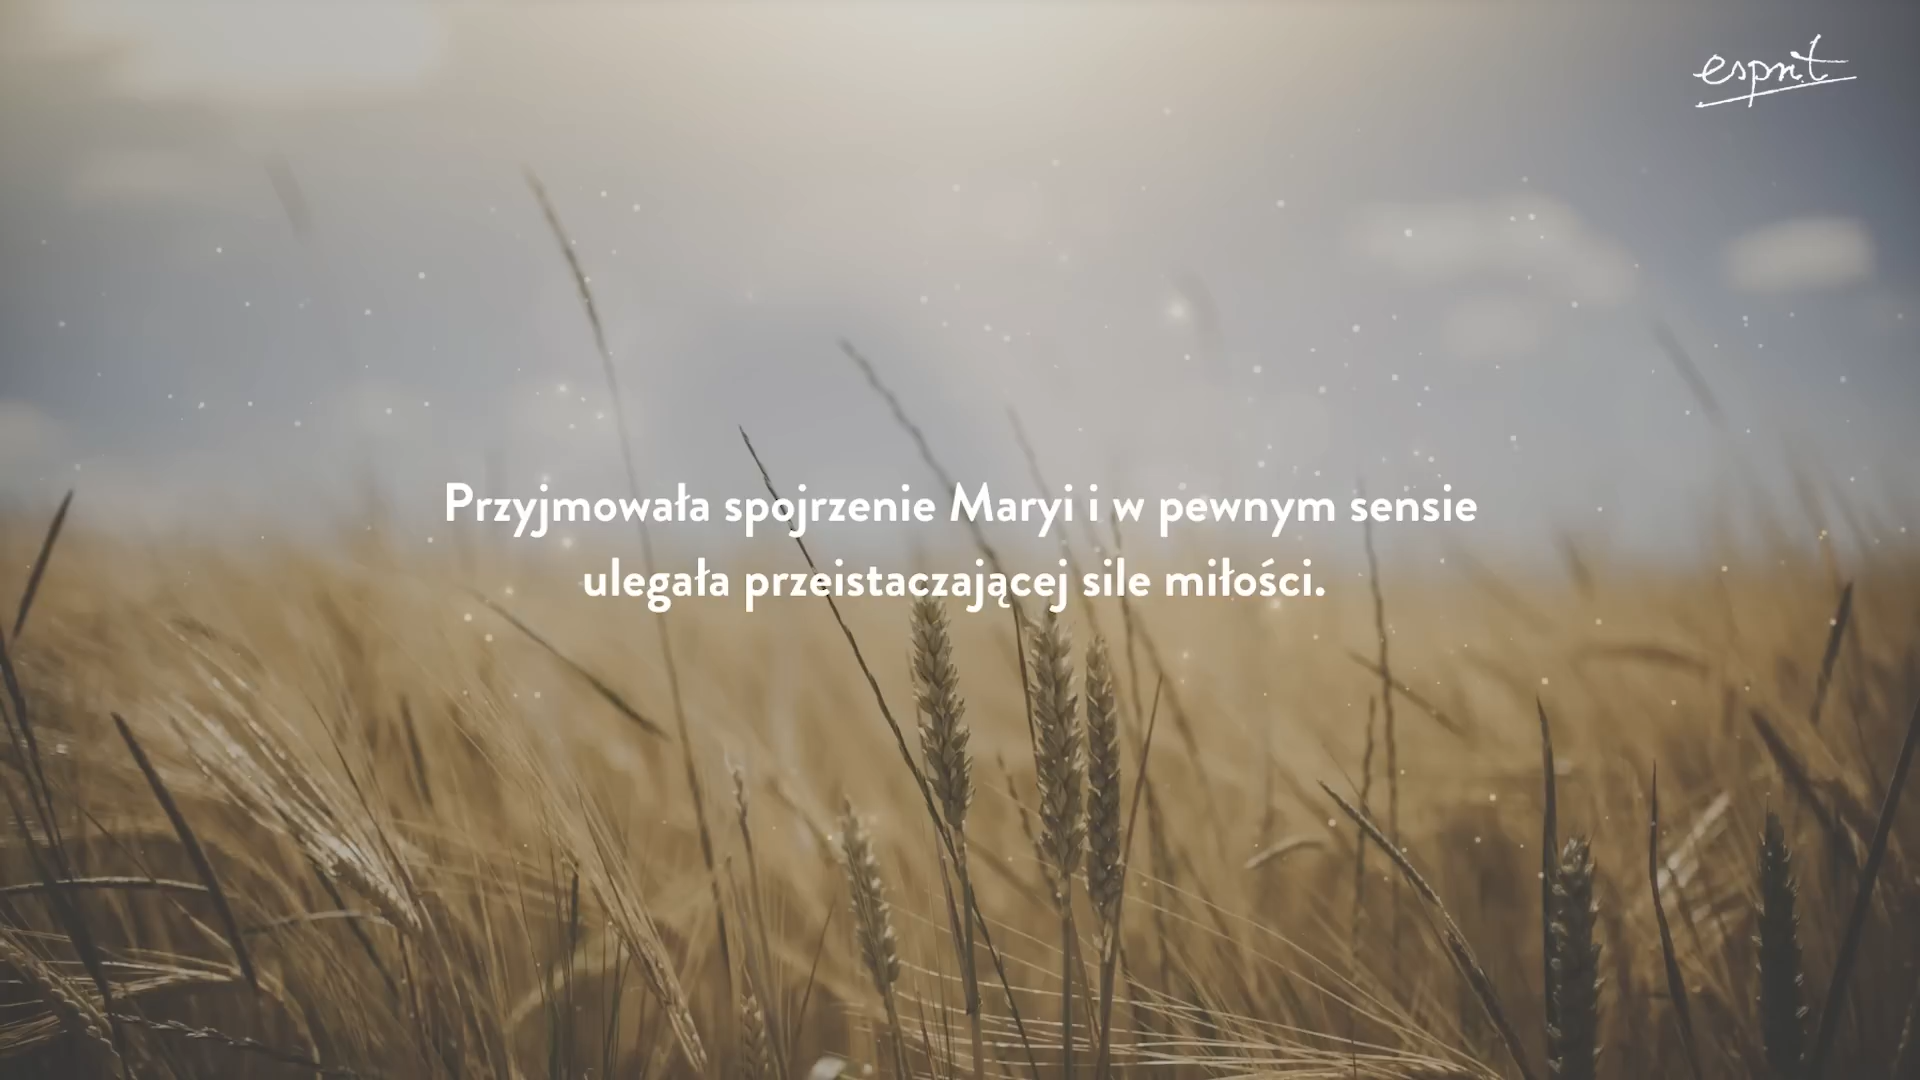 esprit
Przyjmowała spojrzenie Maryi i w pewnym sensie
ulegała przeistaczającej sile miłości.